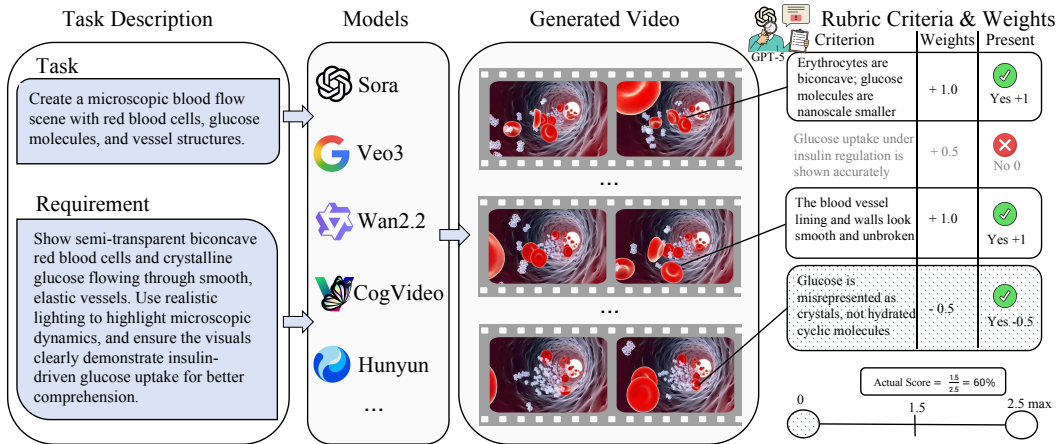 Task Description
Models
Generated Video
Rubric Criteria & Weights
Task
Create a microscopic blood flow
scene with red blood cells, glucose
molecules, and vessel structures.
Requirement
Show semi-transparent biconcave
red blood cells and crystalline
glucose flowing through smooth,
elastic vessels. Use realistic
lighting to highlight microscopic
dynamics, and ensure the visuals
clearly demonstrate insulin-
driven glucose uptake for better
comprehension.
Sora
Veo3
Wan2.2
CogVideo
Hunyun
...
...
...
GPT-5
Criterion
Weights
Present
Erythrocytes are
biconcave; glucose
molecules are
nanoscale smaller
+ 1.0
Yes +1
Glucose uptake under
insulin regulation is
shown accurately
+ 0.5
No 0
The blood vessel
lining and walls look
smooth and unbroken
+ 1.0
Yes +1
Glucose is
misrepresented as
crystals, not hydrated
cyclic molecules
- 0.5
Yes -0.5
Actual Score = 1.5/2.5 = 60%
0
1.5
2.5 max